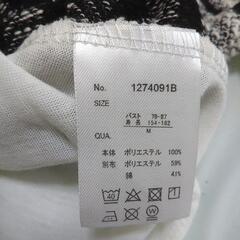 No. 1274091B
SIZE
バスト 79-87
身長 154-162
M
QUA.
本体 ポリエステル 100%
別布 ポリエステル 59%
綿 41%
40
W